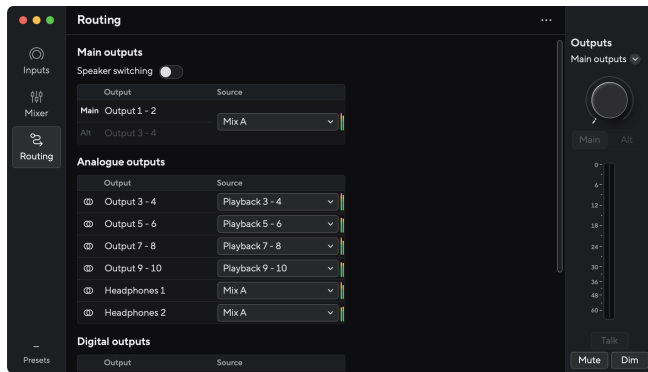 Routing
...
Inputs
Mixer
Routing
Presets
Main outputs
Speaker switching
Output Source
Main Output 1 - 2
Mix A
Alt Output 3 - 4
Analogue outputs
Output Source
Output 3 - 4 Playback 3 - 4
Output 5 - 6 Playback 5 - 6
Output 7 - 8 Playback 7 - 8
Output 9 - 10 Playback 9 - 10
Headphones 1 Mix A
Headphones 2 Mix A
Digital outputs
Output Source
Outputs
Main outputs
Main Alt
0
6
12
18
24
30
36
48
60
Talk
Mute Dim